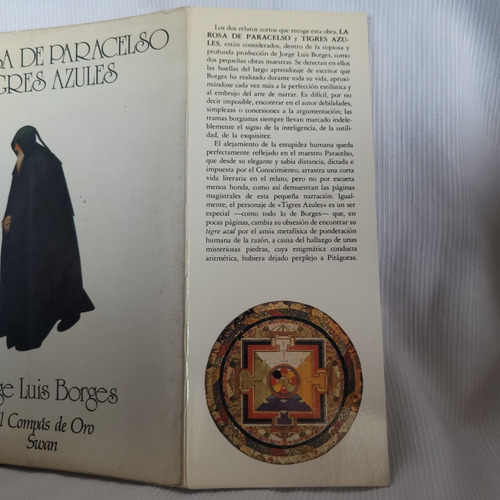 SA DE PARACELSO
GRES AZULES
ge Luis Borges
l Compás de Oro
Swan
Los dos relatos cortos que recoge esta obra, LA
ROSA DE PARACELSO y TIGRES AZU-
LES, están considerados, dentro de la copiosa y
profunda producción de Jorge Luis Borges, como
dos pequeñas obras maestras. Se detectan en ellos
las huellas del largo aprendizaje de escritor que
Borges ha realizado durante toda su vida, aproxi-
mándose cada vez más a la perfección estilística y
al embrujo del arte de narrar. Es difícil, por no
decir imposible, encontrar en el autor debilidades,
simplezas o concesiones a la argumentación; las
tramas borgianas siempre llevan marcado indele-
blemente el signo de la inteligencia, de la sutili-
dad, de la exquisitez.
El alejamiento de la estupidez humana queda
perfectamente reflejado en el maestro Paracelso,
que desde su elegante y sabia distancia, dictada e
impuesta por el Conocimiento, arrastra una corta
vida literaria en el relato, pero no por escueta
menos honda, como así demuestran las páginas
magistrales de esta pequeña narración. Igual-
mente, el personaje de «Tigres Azules» es un ser
especial —como todo lo de Borges— que, en
pocas páginas, cambia su obsesión de encontrar su
tigre azul por el ansia metafísica de ponderación
humana de la razón, a causa del hallazgo de unas
misteriosas piedras, cuya enigmática conducta
aritmética, hubiera dejado perplejo a Pitágoras.